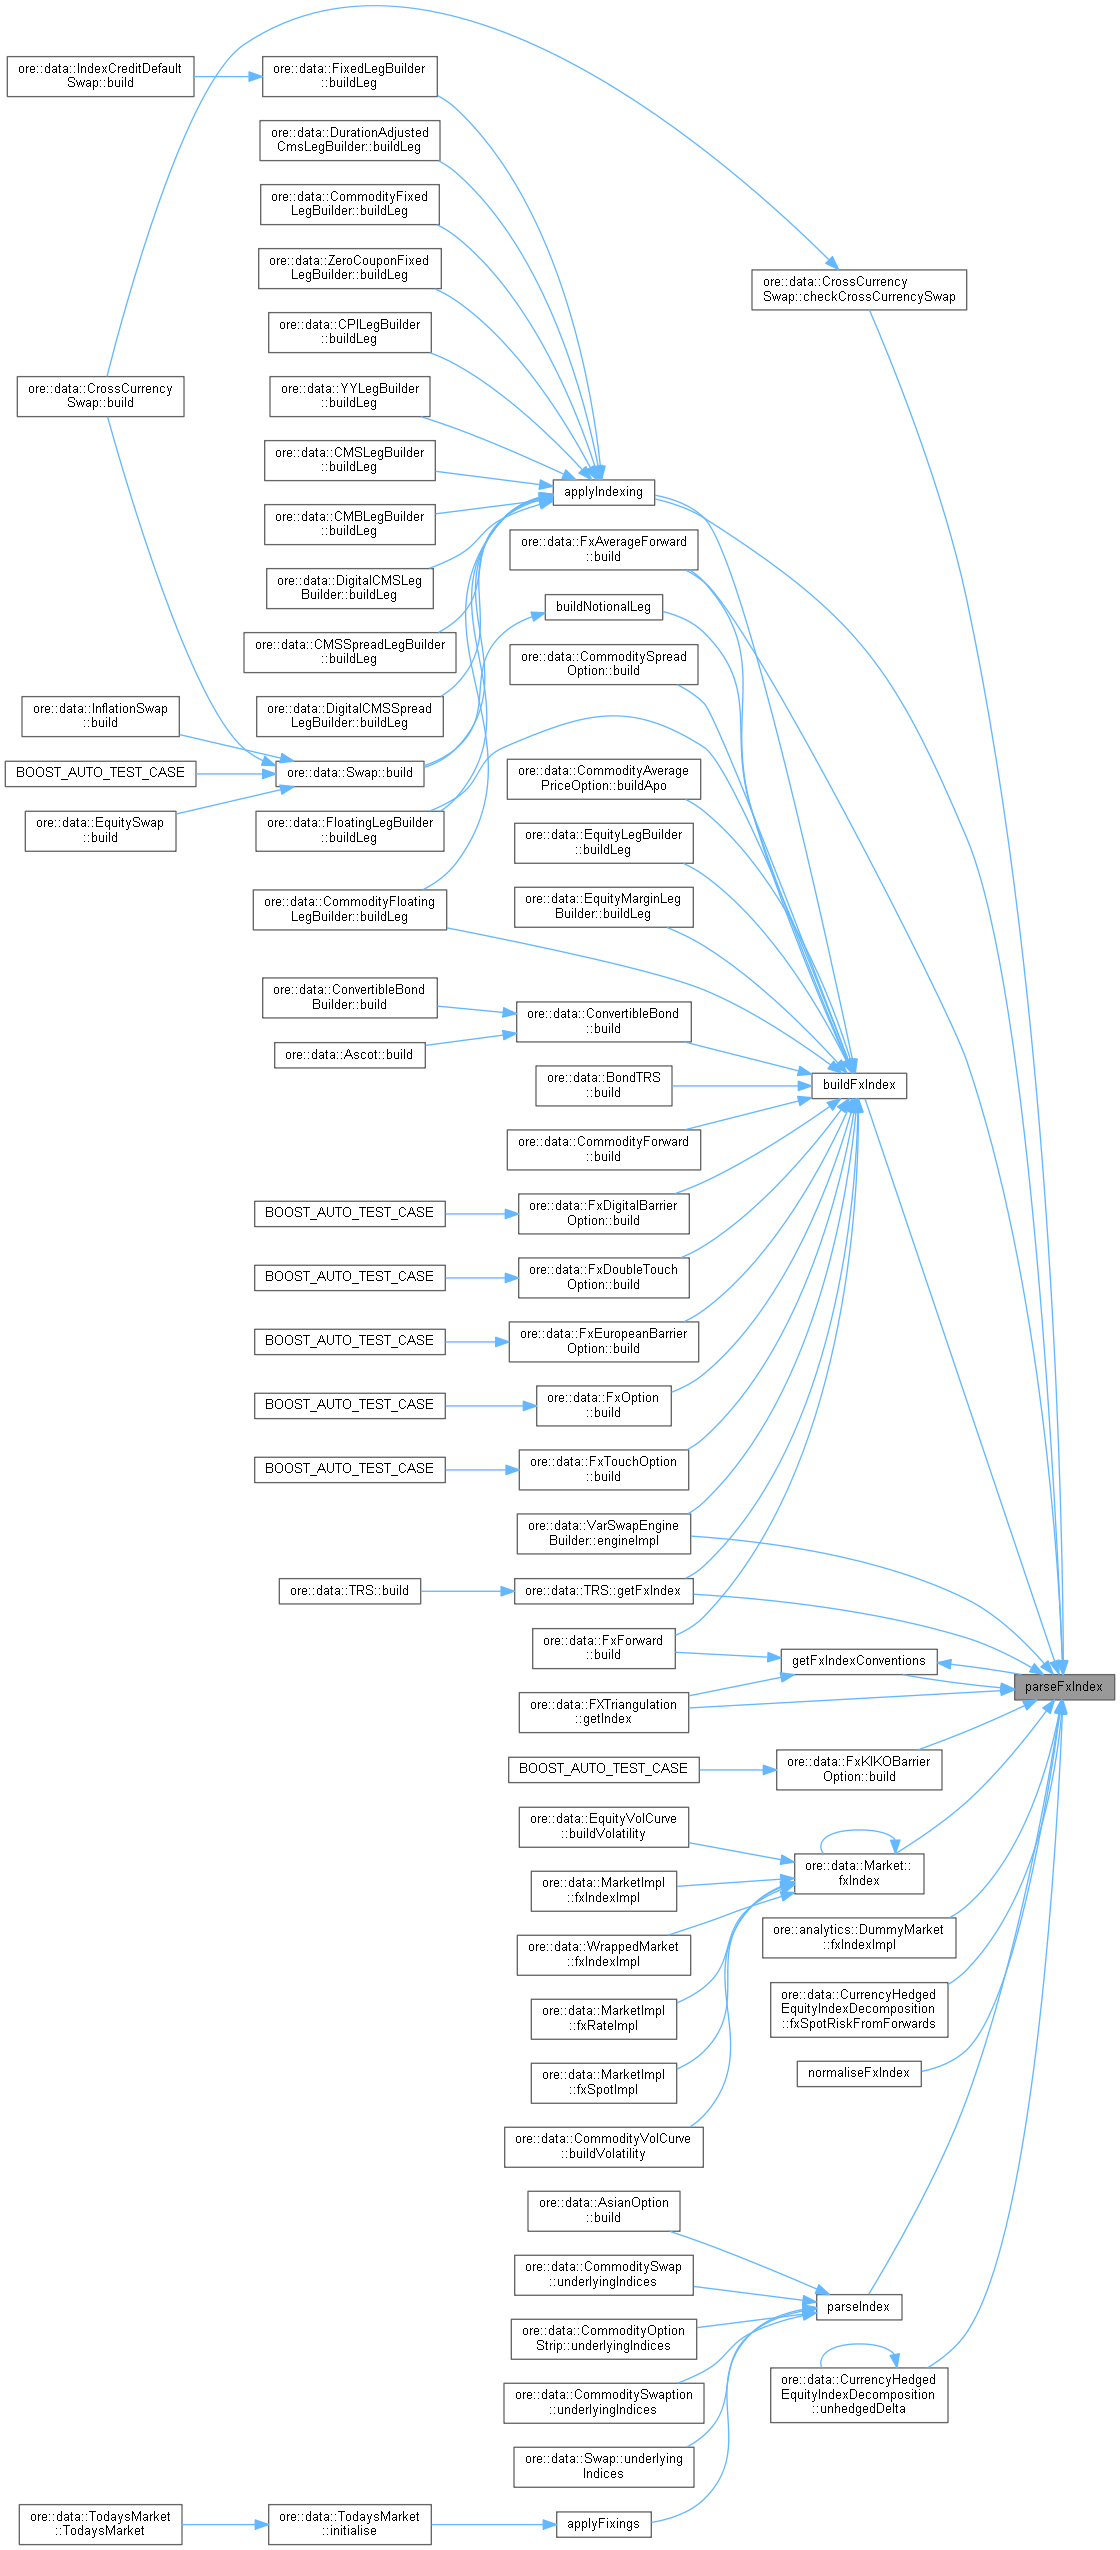 ore::data::IndexCreditDefault
Swap::build
ore::data::FixedLegBuilder
::buildLeg
ore::data::DurationAdjusted
CmsLegBuilder::buildLeg
ore::data::CommodityFixed
LegBuilder::buildLeg
ore::data::ZeroCouponFixed
LegBuilder::buildLeg
ore::data::CrossCurrency
Swap::checkCrossCurrencySwap
ore::data::CPILegBuilder
::buildLeg
ore::data::CrossCurrency
Swap::build
ore::data::YYLegBuilder
::buildLeg
ore::data::CMSLegBuilder
::buildLeg
applyIndexing
ore::data::CMBLegBuilder
::buildLeg
ore::data::FxAverageForward
::build
ore::data::DigitalCMSLeg
Builder::buildLeg
buildNotionalLeg
ore::data::CMSSpreadLegBuilder
::buildLeg
ore::data::CommoditySpread
Option::build
ore::data::InflationSwap
::build
ore::data::DigitalCMSSpread
LegBuilder::buildLeg
BOOST_AUTO_TEST_CASE
ore::data::Swap::build
ore::data::CommodityAverage
PriceOption::buildApo
ore::data::EquitySwap
::build
ore::data::FloatingLegBuilder
::buildLeg
ore::data::EquityLegBuilder
::buildLeg
ore::data::CommodityFloating
LegBuilder::buildLeg
ore::data::EquityMarginLeg
Builder::buildLeg
ore::data::ConvertibleBond
Builder::build
ore::data::ConvertibleBond
::build
ore::data::Ascot::build
ore::data::BondTRS
::build
buildFxIndex
ore::data::CommodityForward
::build
BOOST_AUTO_TEST_CASE
ore::data::FxDigitalBarrier
Option::build
BOOST_AUTO_TEST_CASE
ore::data::FxDoubleTouch
Option::build
BOOST_AUTO_TEST_CASE
ore::data::FxEuropeanBarrier
Option::build
BOOST_AUTO_TEST_CASE
ore::data::FxOption
::build
BOOST_AUTO_TEST_CASE
ore::data::FxTouchOption
::build
ore::data::VarSwapEngine
Builder::engineImpl
ore::data::TRS::build
ore::data::TRS::getFxIndex
ore::data::FxForward
::build
getFxIndexConventions
parseFxIndex
ore::data::FXTriangulation
::getIndex
BOOST_AUTO_TEST_CASE
ore::data::FxKIKOBarrier
Option::build
ore::data::EquityVolCurve
::buildVolatility
ore::data::Market::
fxIndex
ore::data::MarketImpl
::fxIndexImpl
ore::data::WrappedMarket
::fxIndexImpl
ore::analytics::DummyMarket
::fxIndexImpl
ore::data::MarketImpl
::fxRateImpl
ore::data::CurrencyHedged
EquityIndexDecomposition
::fxSpotRiskFromForwards
ore::data::MarketImpl
::fxSpotImpl
normaliseFxIndex
ore::data::CommodityVolCurve
::buildVolatility
ore::data::AsianOption
::build
ore::data::CommoditySwap
::underlyingIndices
parseIndex
ore::data::CommodityOption
Strip::underlyingIndices
ore::data::CommoditySwaption
::underlyingIndices
ore::data::CurrencyHedged
EquityIndexDecomposition
::unhedgedDelta
ore::data::Swap::underlying
Indices
ore::data::TodaysMarket
::TodaysMarket
ore::data::TodaysMarket
::initialise
applyFixings